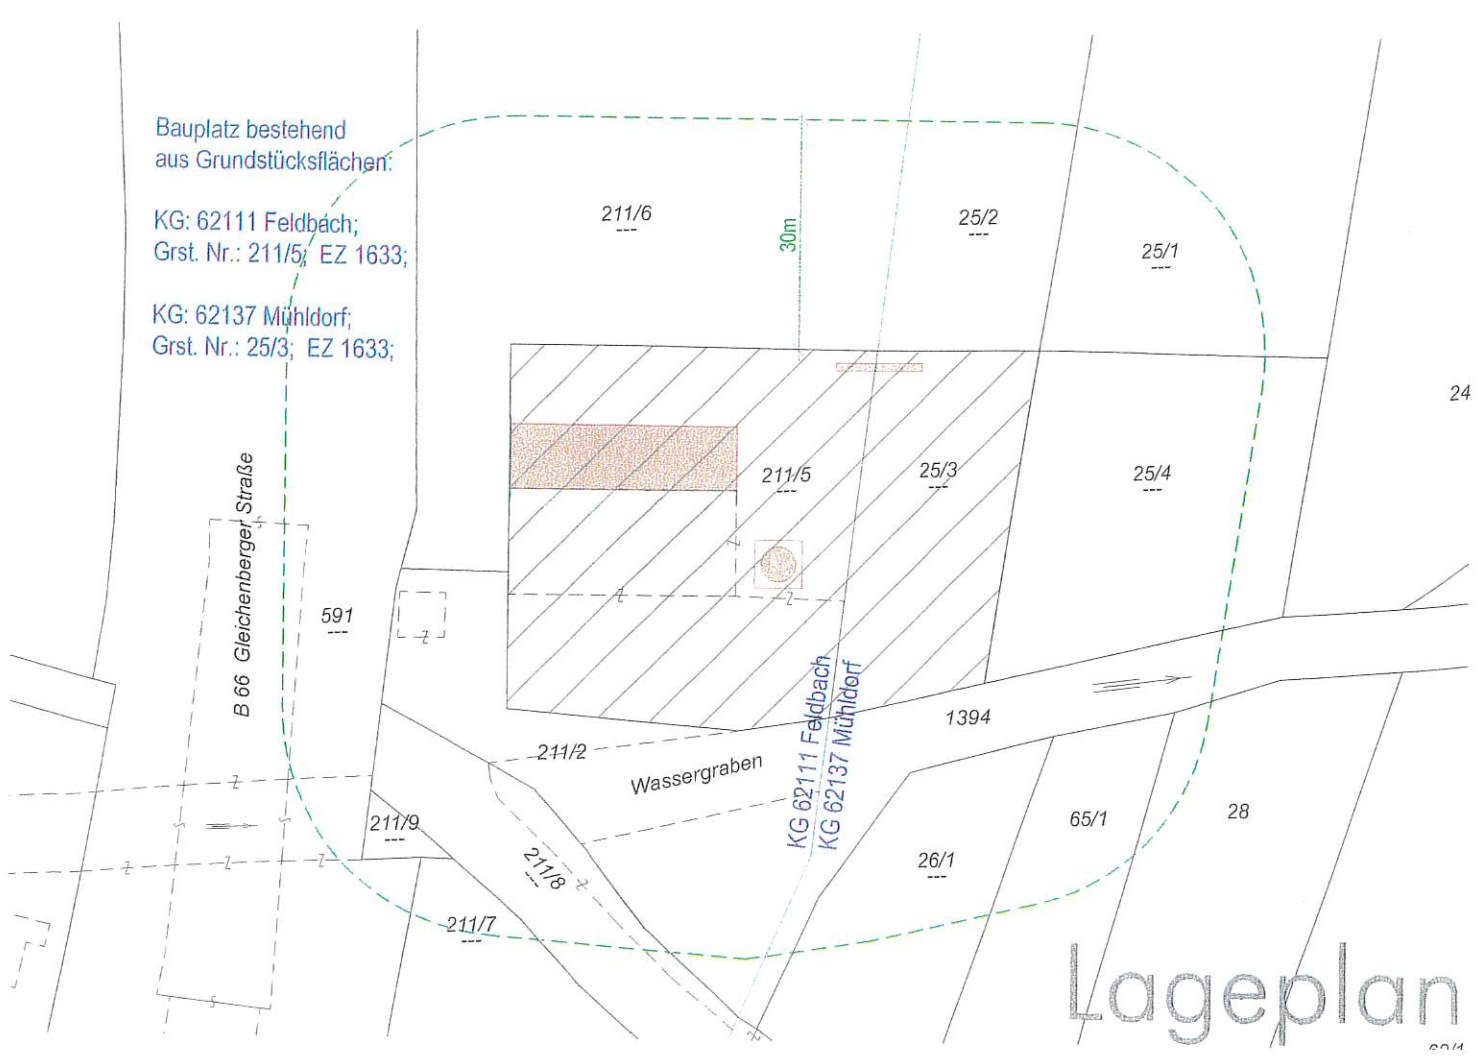 Bauplatz bestehend
aus Grundstücksflächen:
KG: 62111 Feldbach;
Grst. Nr.: 211/5; EZ 1633;
KG: 62137 Mühldorf;
Grst. Nr.: 25/3; EZ 1633;
211/6
30m
25/2
25/1
24
211/5
25/3
25/4
B 66 Gleichenberger Straße
591
211/2
Wassergraben
KG 62111 Feldbach
KG 62137 Mühldorf
1394
211/9
211/8
211/7
26/1
65/1
28
Lageplan